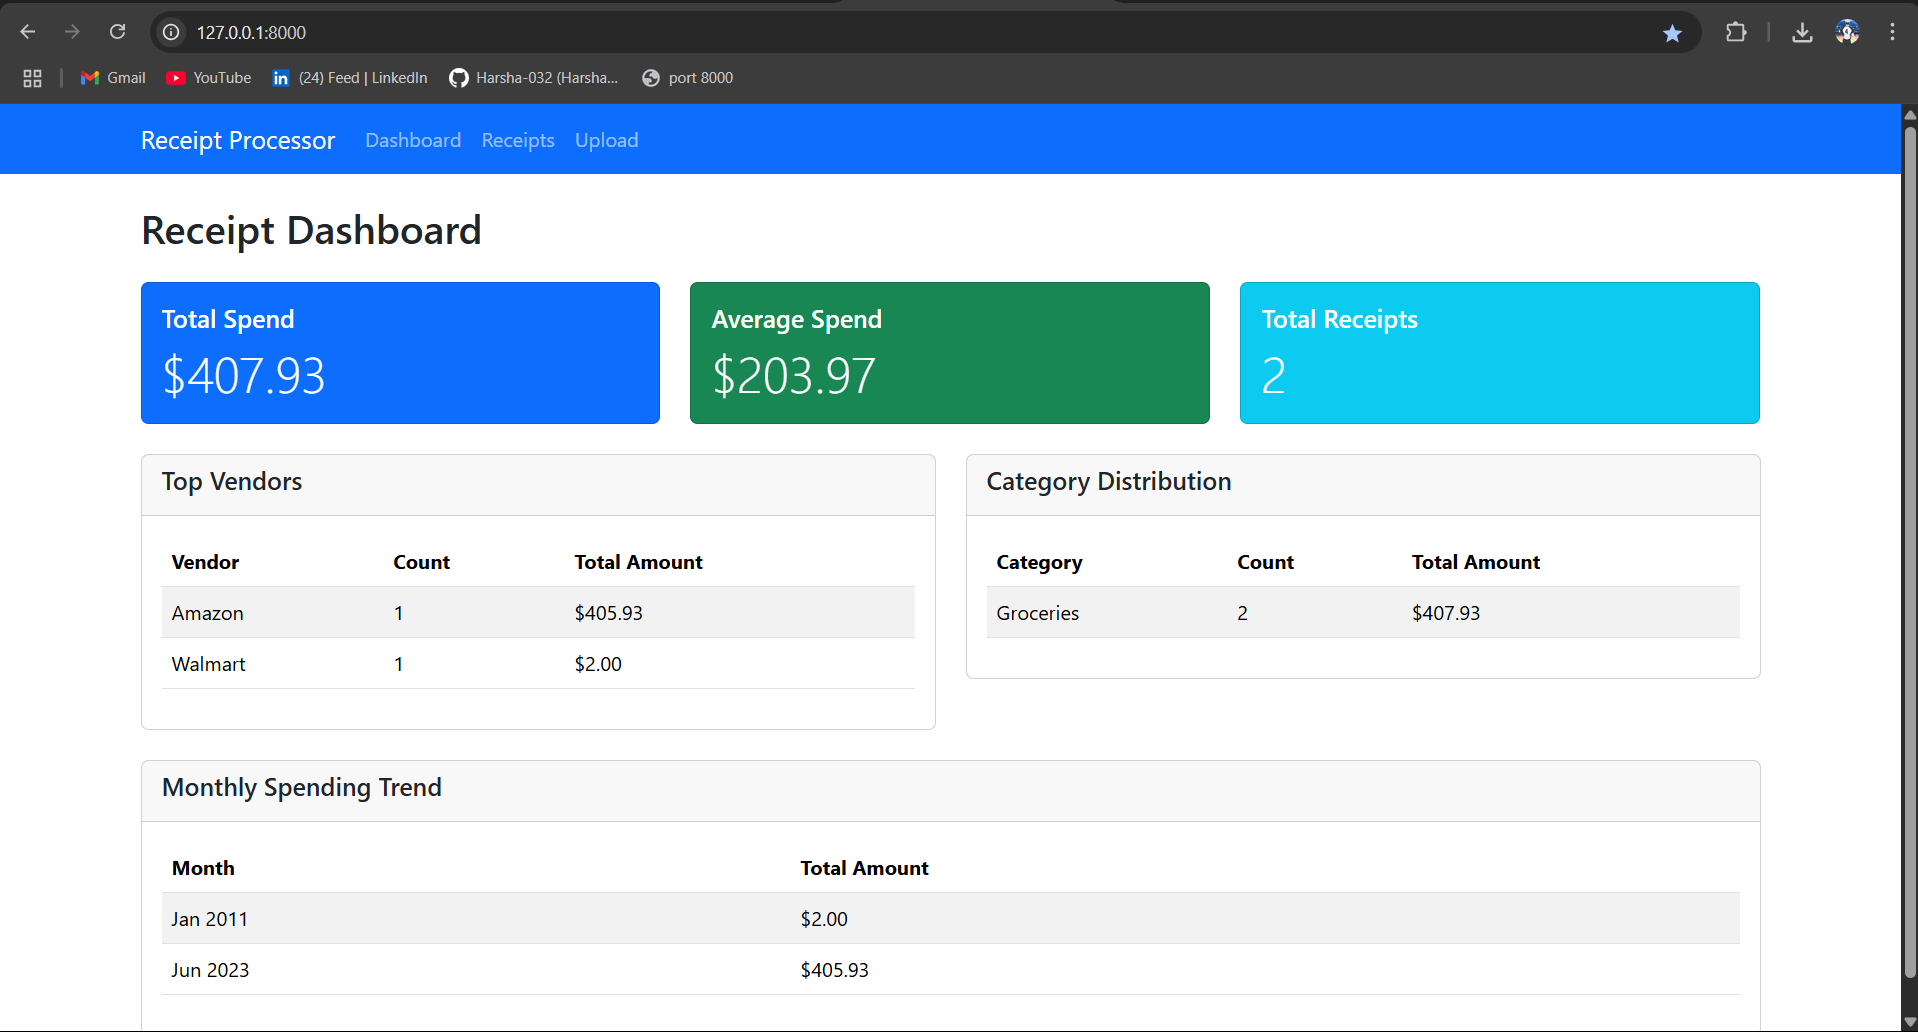 127.0.0.1:8000
Gmail YouTube (24) Feed | LinkedIn Harsha-032 (Harsha... port 8000
Receipt Processor Dashboard Receipts Upload
Receipt Dashboard
Total Spend
$407.93
Average Spend
$203.97
Total Receipts
2
Top Vendors
Vendor Count Total Amount
Amazon 1 $405.93
Walmart 1 $2.00
Category Distribution
Category Count Total Amount
Groceries 2 $407.93
Monthly Spending Trend
Month Total Amount
Jan 2011 $2.00
Jun 2023 $405.93